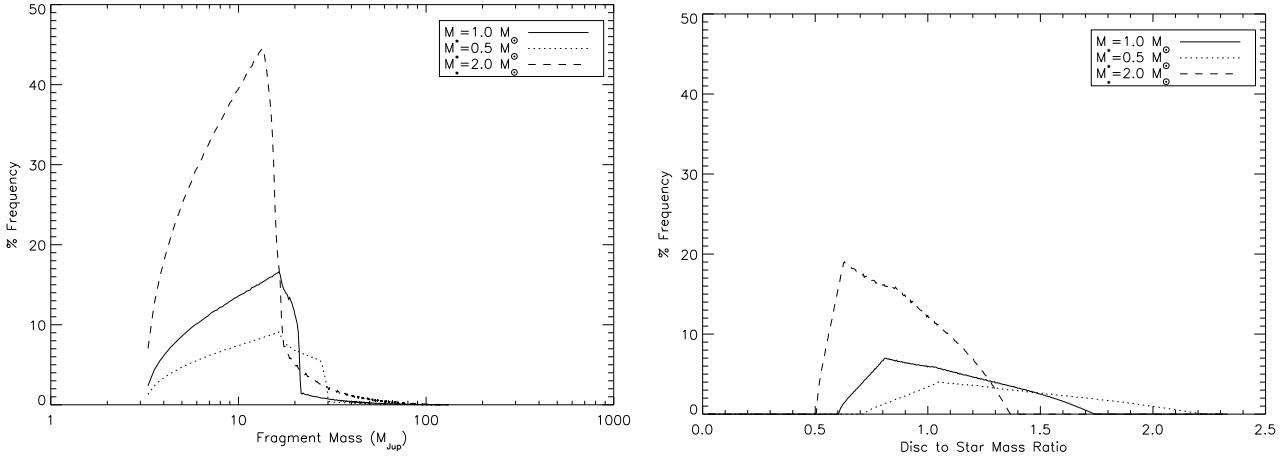 50
40
30
20
10
0
% Frequency
M*=1.0 M☉
M*=0.5 M☉
M*=2.0 M☉
1
10
100
1000
Fragment Mass (MJup)
50
40
30
20
10
0
% Frequency
M*=1.0 M☉
M*=0.5 M☉
M*=2.0 M☉
0.0
0.5
1.0
1.5
2.0
2.5
Disc to Star Mass Ratio